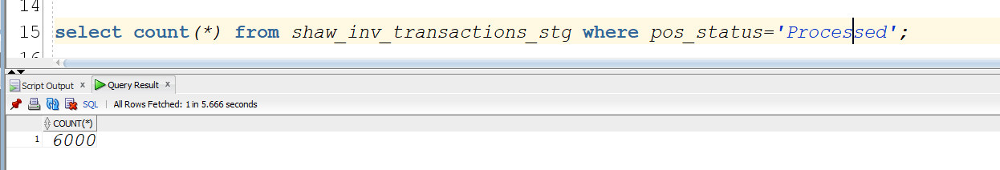 14
15 select count(*) from shaw_inv_transactions_stg where pos_status='Processed';
16
Script Output x Query Result x
SQL | All Rows Fetched: 1 in 5.666 seconds
COUNT(*)
1 6000